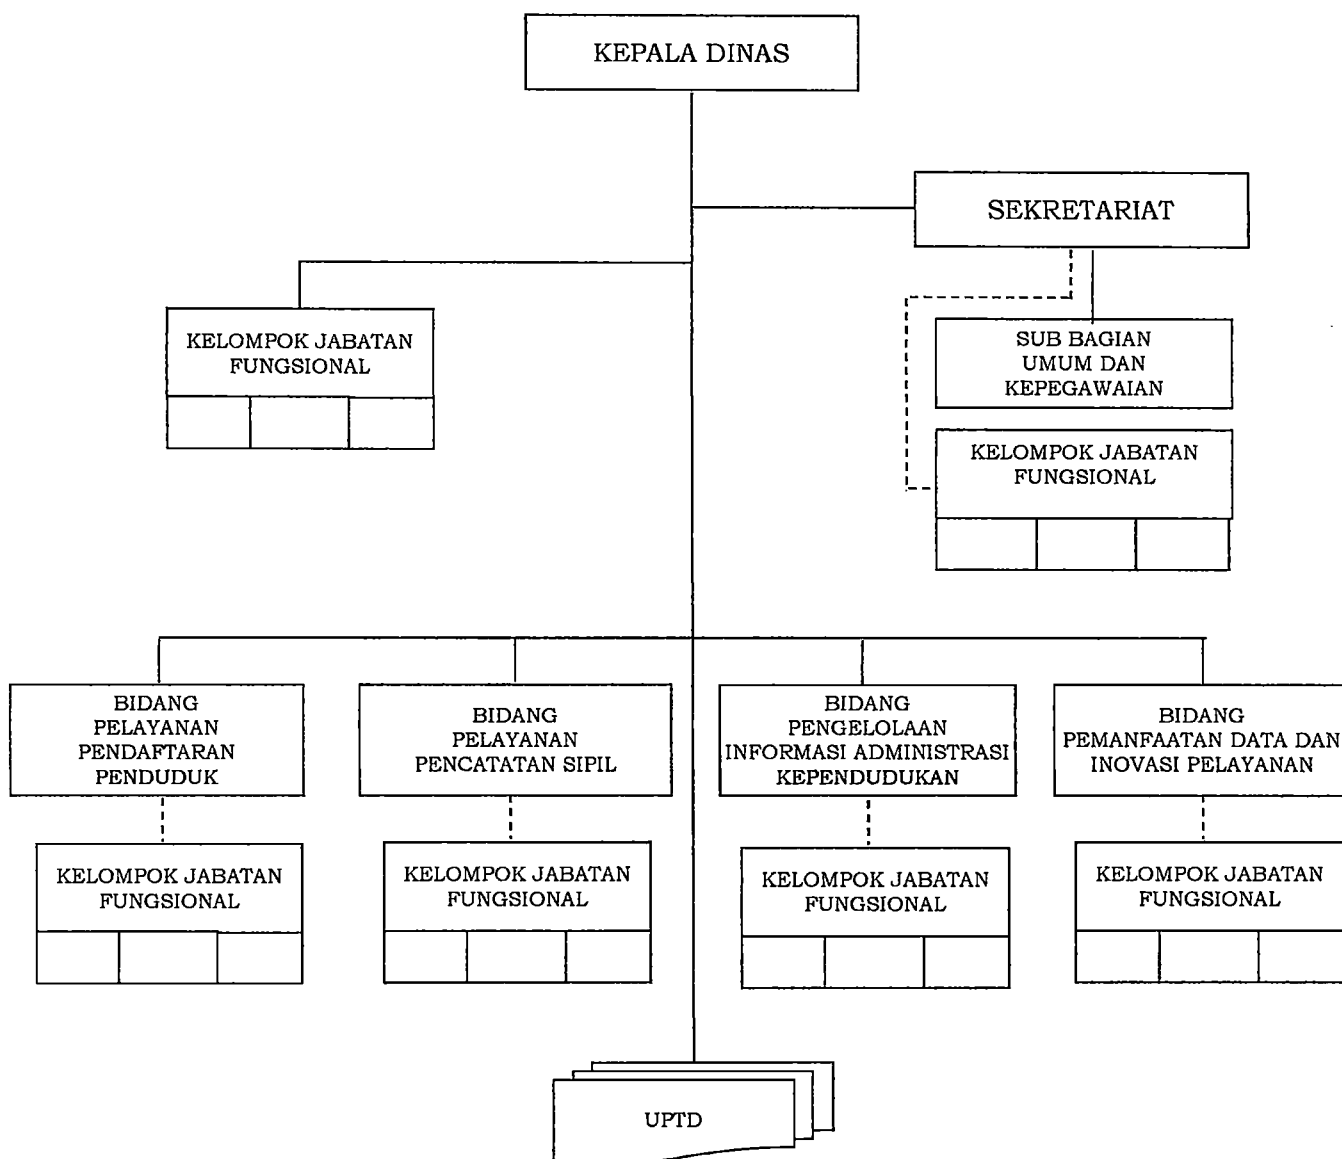 KEPALA DINAS
SEKRETARIAT
KELOMPOK JABATAN
FUNGSIONAL
SUB BAGIAN
UMUM DAN
KEPEGAWAIAN
KELOMPOK JABATAN
FUNGSIONAL
BIDANG
PELAYANAN
PENDAFTARAN
PENDUDUK
BIDANG
PELAYANAN
PENCATATAN SIPIL
BIDANG
PENGELOLAAN
INFORMASI ADMINISTRASI
KEPENDUDUKAN
BIDANG
PEMANFAATAN DATA DAN
INOVASI PELAYANAN
KELOMPOK JABATAN
FUNGSIONAL
KELOMPOK JABATAN
FUNGSIONAL
KELOMPOK JABATAN
FUNGSIONAL
KELOMPOK JABATAN
FUNGSIONAL
UPTD